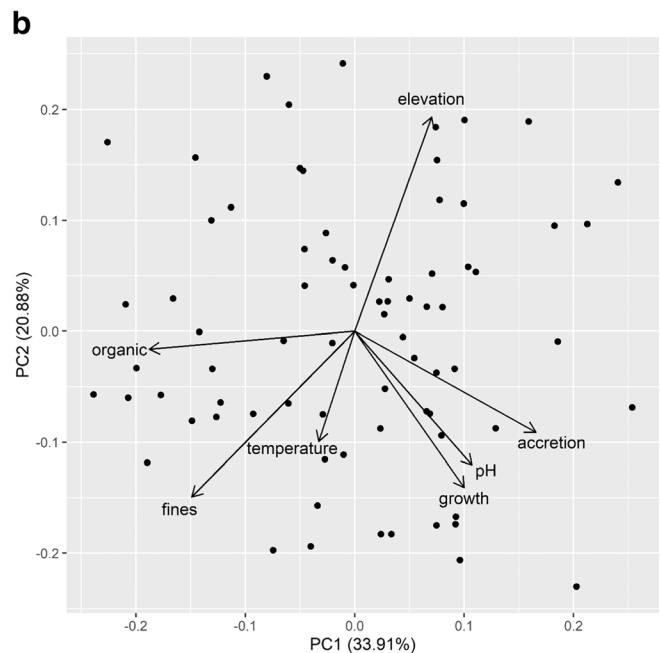 b
elevation
0.2
0.1
PC2 (20.88%)
0.0
organic
-0.1
temperature
accretion
pH
growth
fines
-0.2
-0.2
-0.1
0.0
0.1
0.2
PC1 (33.91%)